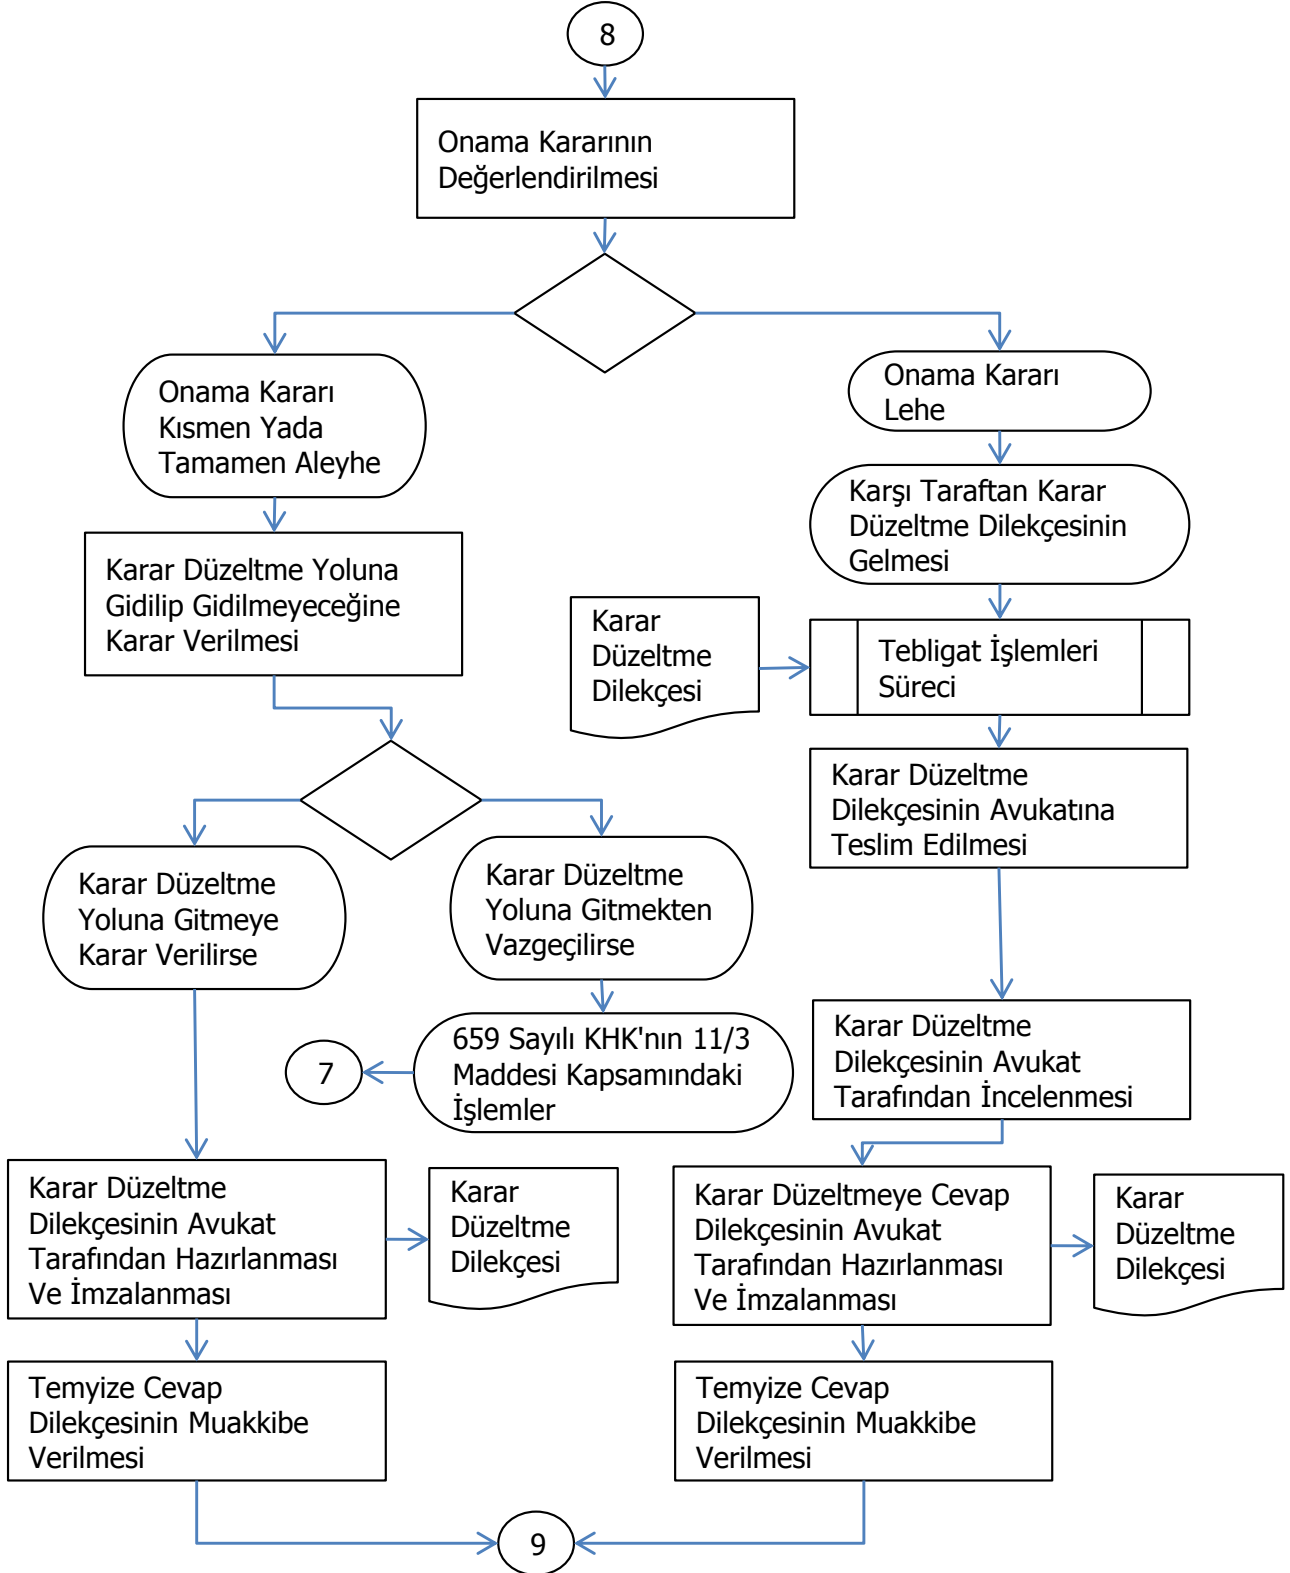 8
Onama Kararının
Değerlendirilmesi
Onama Kararı
Kısmen Yada
Tamamen Aleyhe
Onama Kararı
Lehe
Karşı Taraftan Karar
Düzeltme Dilekçesinin
Gelmesi
Karar Düzeltme Yoluna
Gidilip Gidilmeyeceğine
Karar Verilmesi
Karar
Düzeltme
Dilekçesi
Tebligat İşlemleri
Süreci
Karar Düzeltme
Dilekçesinin Avukatına
Teslim Edilmesi
Karar Düzeltme
Yoluna Gitmeye
Karar Verilirse
Karar Düzeltme
Yoluna Gitmekten
Vazgeçilirse
659 Sayılı KHK'nın 11/3
Maddesi Kapsamındaki
İşlemler
7
Karar Düzeltme
Dilekçesinin Avukat
Tarafından İncelenmesi
Karar Düzeltme
Dilekçesinin Avukat
Tarafından Hazırlanması
Ve İmzalanması
Karar
Düzeltme
Dilekçesi
Karar Düzeltmeye Cevap
Dilekçesinin Avukat
Tarafından Hazırlanması
Ve İmzalanması
Karar
Düzeltme
Dilekçesi
Temyize Cevap
Dilekçesinin Muakkibe
Verilmesi
Temyize Cevap
Dilekçesinin Muakkibe
Verilmesi
9